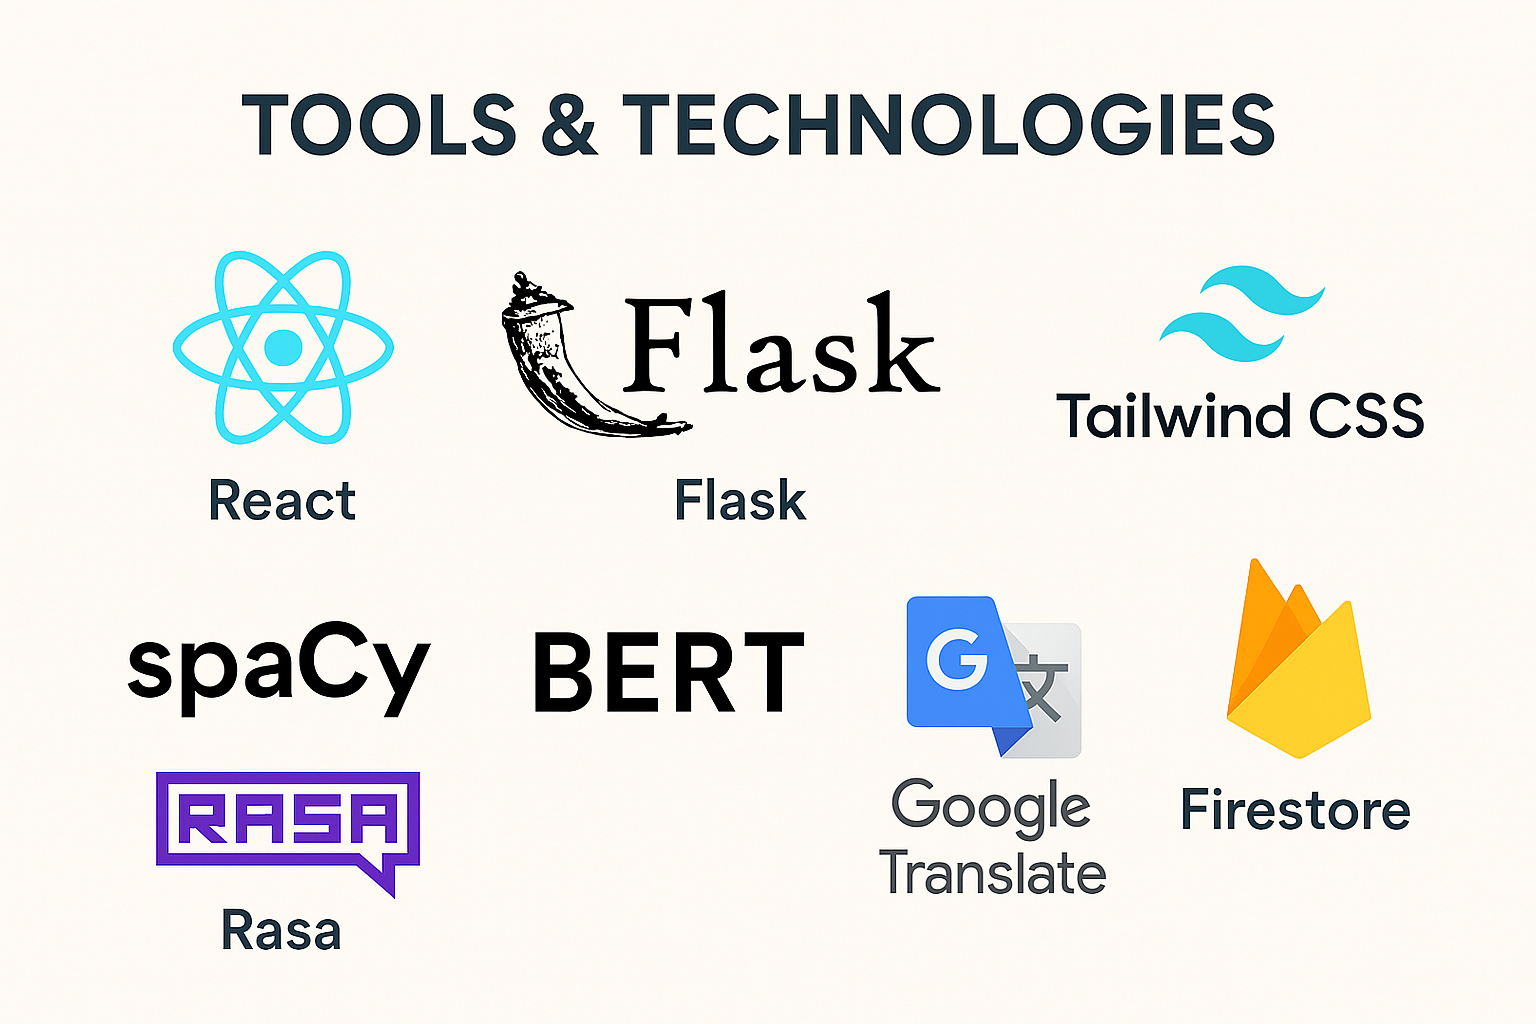 TOOLS & TECHNOLOGIES
React
Flask
Flask
Tailwind CSS
spaCy
BERT
G 文
Google
Translate
Firestore
RASA
Rasa